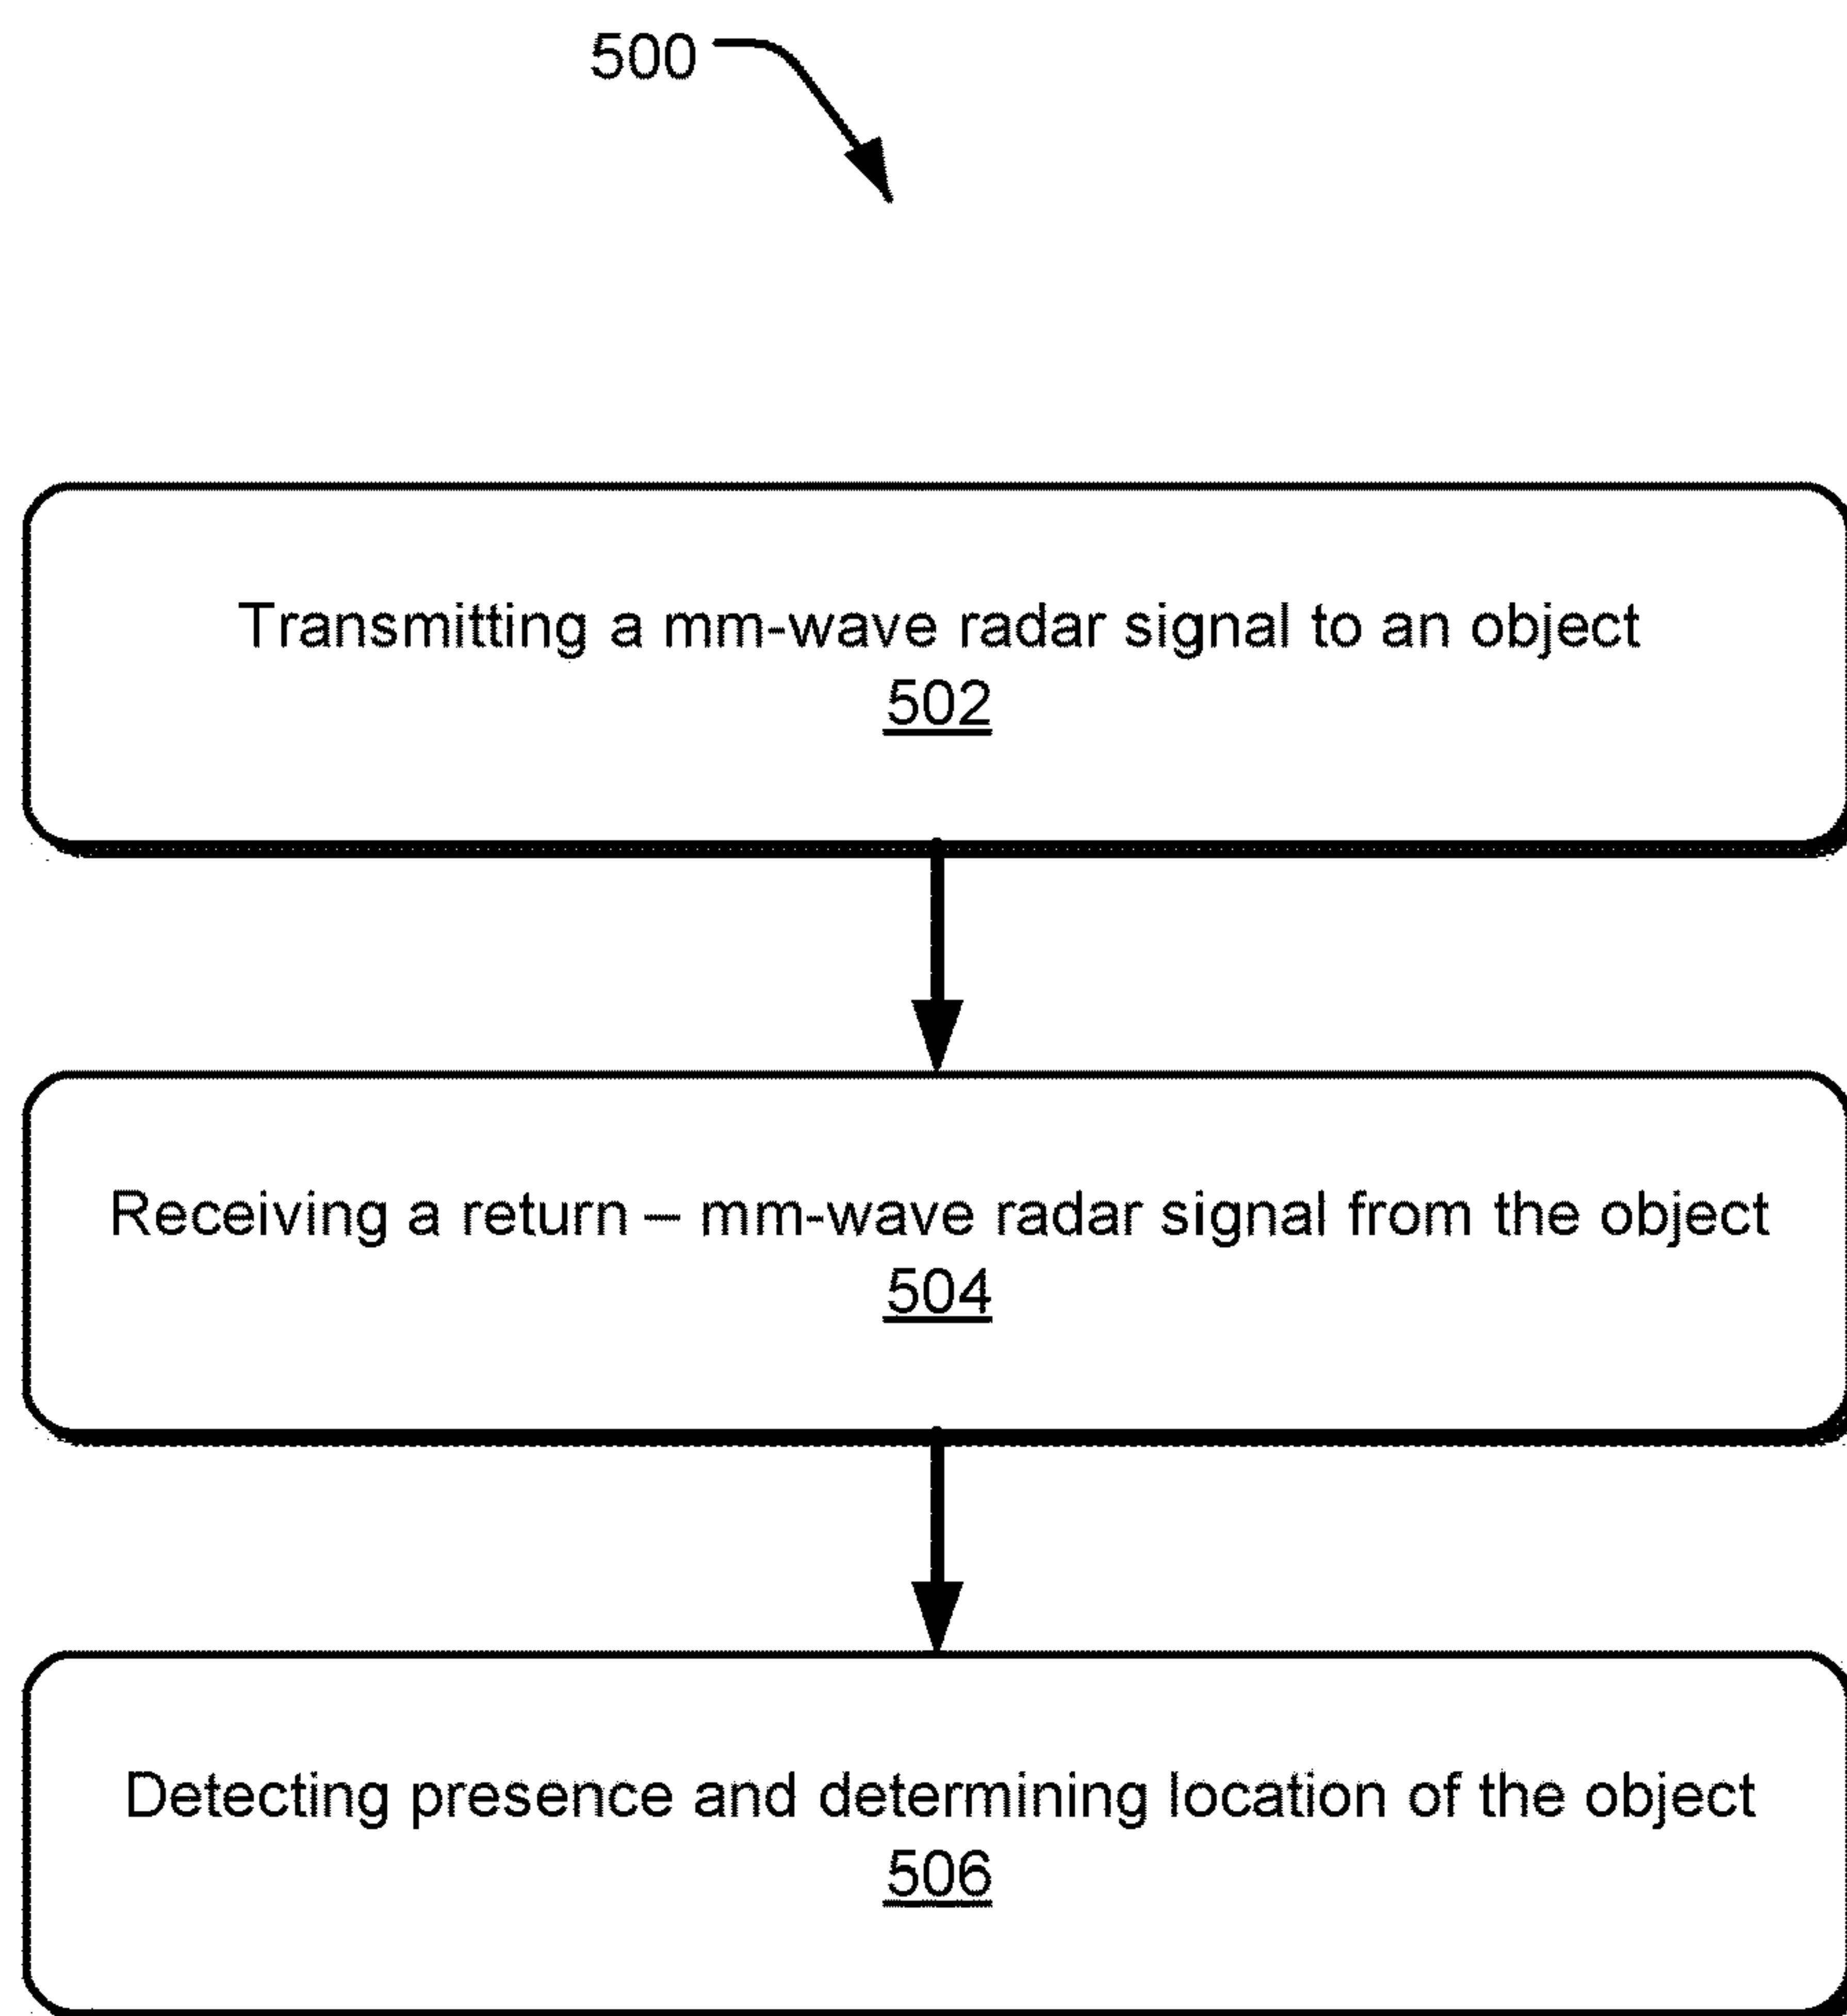 500
Transmitting a mm-wave radar signal to an object
502
Receiving a return – mm-wave radar signal from the object
504
Detecting presence and determining location of the object
506